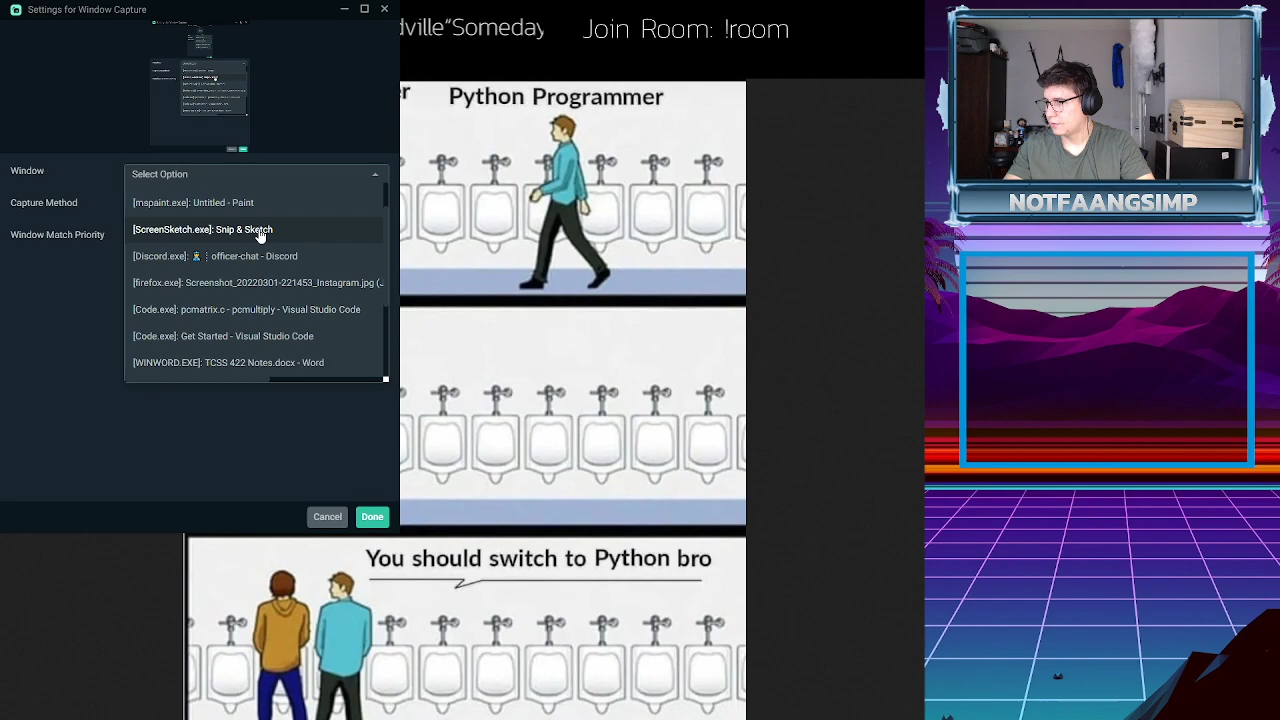 Settings for Window Capture
dville"Someday
Join Room: !room
Python Programmer
NOTFAANGSIMP
Window
Select Option
Capture Method
Window Match Priority
[mspaint.exe]: Untitled - Paint
[ScreenSketch.exe]: Snip & Sketch
[Discord.exe]: 👮┊officer-chat - Discord
[firefox.exe]: Screenshot_20220301-221453_Instagram.jpg (
[Code.exe]: pcmatrix.c - pcmultiply - Visual Studio Code
[Code.exe]: Get Started - Visual Studio Code
[WINWORD.EXE]: TCSS 422 Notes.docx - Word
Cancel
Done
You should switch to Python bro